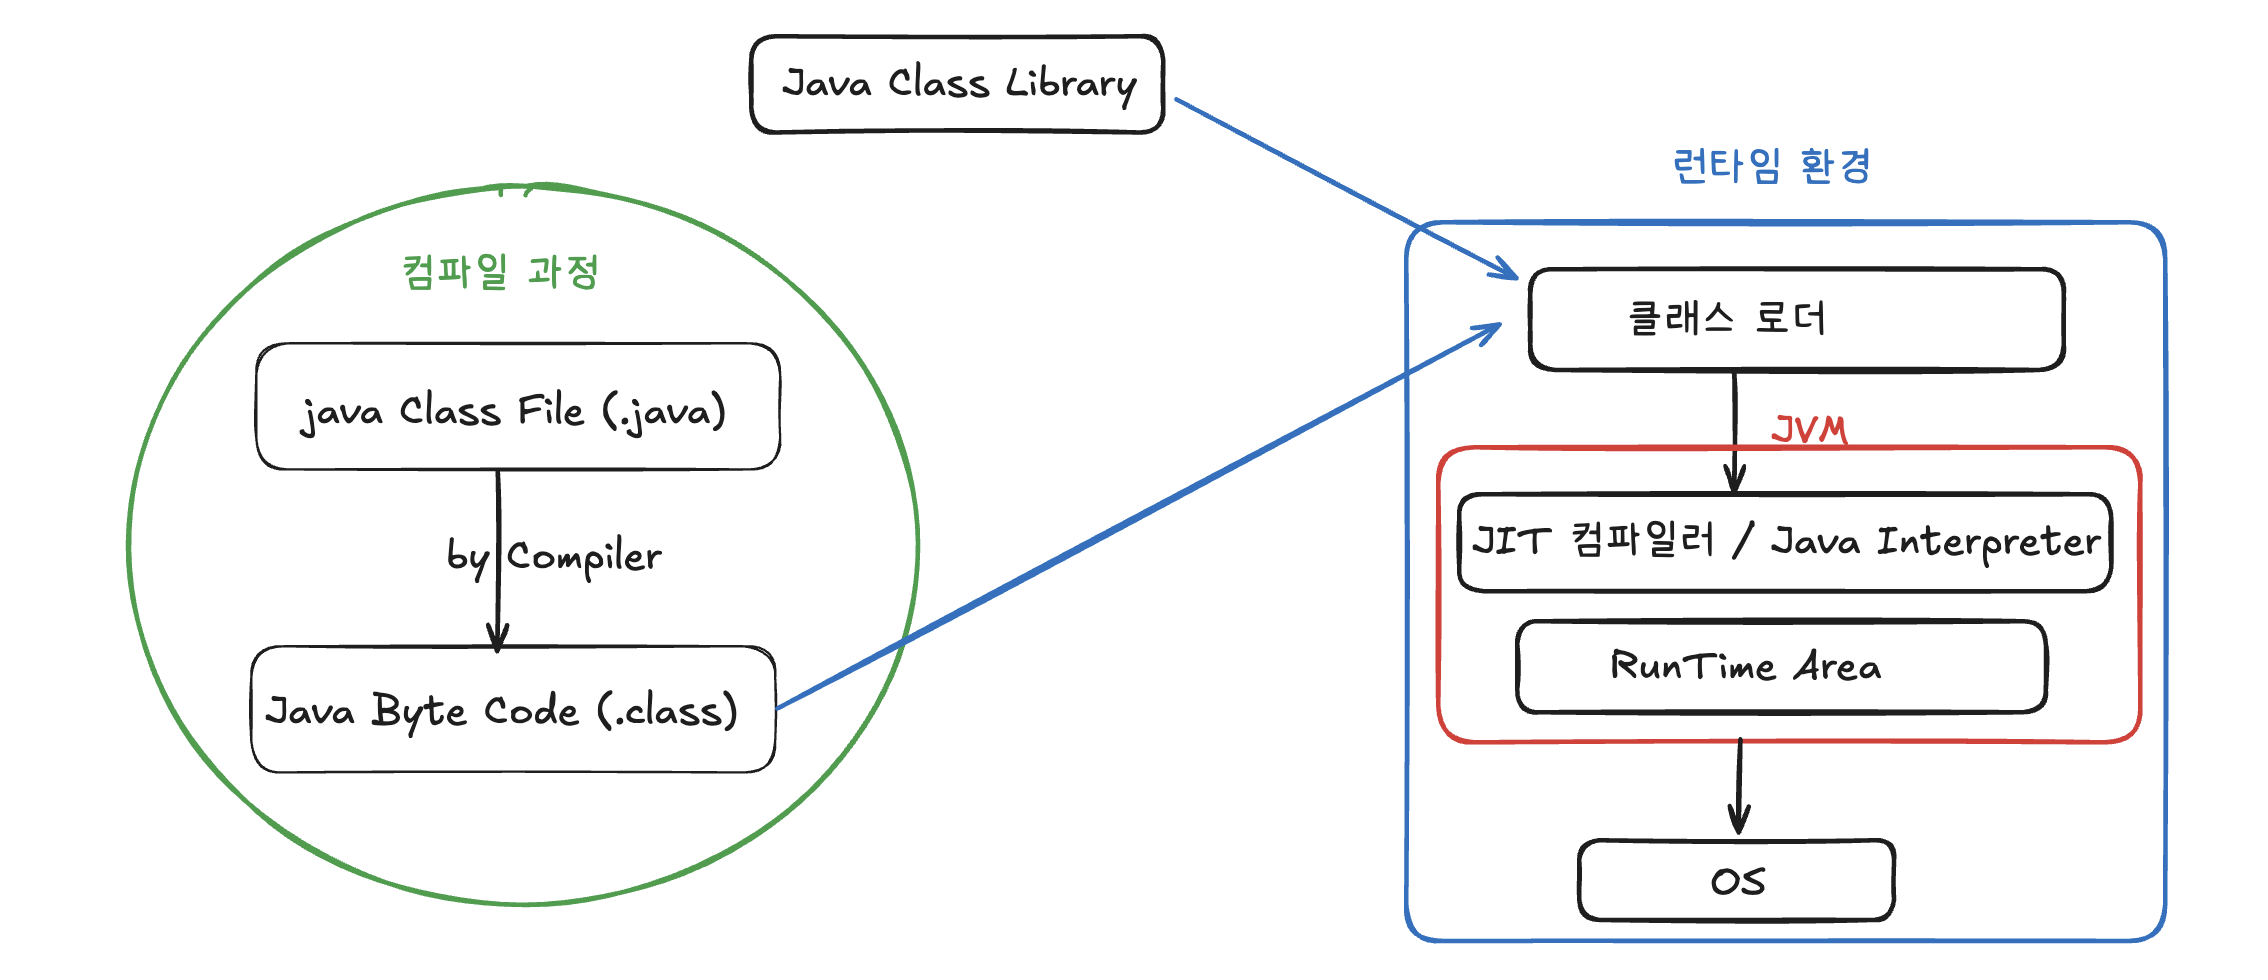 Java Class Library
런타임 환경
컴파일 과정
클래스 로더
java Class File (.java)
JVM
by Compiler
JIT 컴파일러 / Java Interpreter
RunTime Area
Java Byte Code (.class)
OS